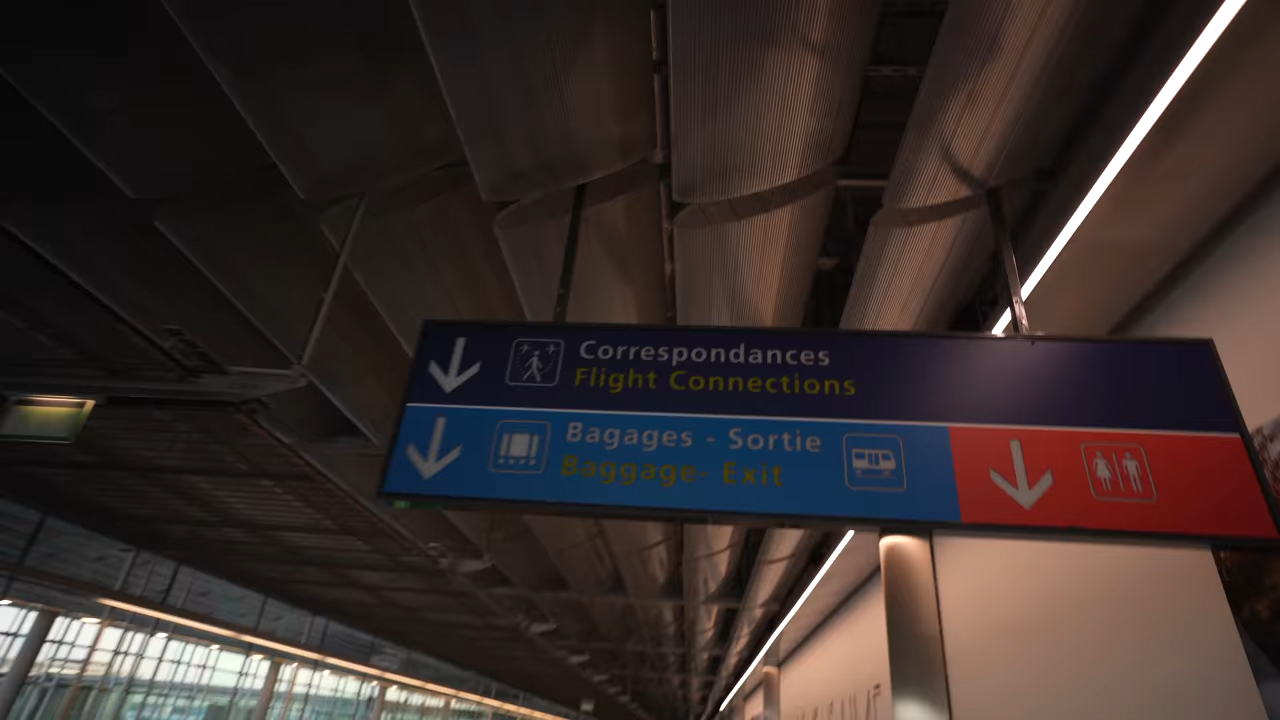 Correspondances
Flight Connections
Bagages - Sortie
Baggage- Exit